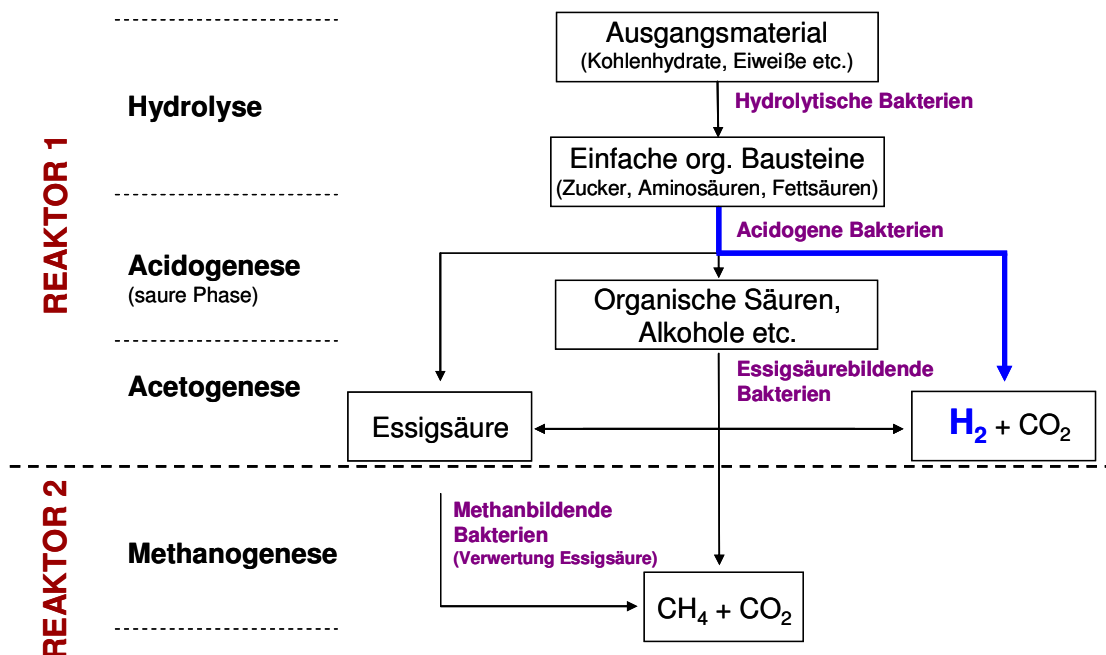 REAKTOR 1
Ausgangsmaterial
(Kohlenhydrate, Eiweiße etc.)
Hydrolyse
Hydrolytische Bakterien
Einfache org. Bausteine
(Zucker, Aminosäuren, Fettsäuren)
Acidogene Bakterien
Acidogenese
(saure Phase)
Organische Säuren,
Alkohole etc.
Acetogenese
Essigsäurebildende
Bakterien
Essigsäure
H₂ + CO₂
REAKTOR 2
Methanbildende
Bakterien
(Verwertung Essigsäure)
Methanogenese
CH₄ + CO₂